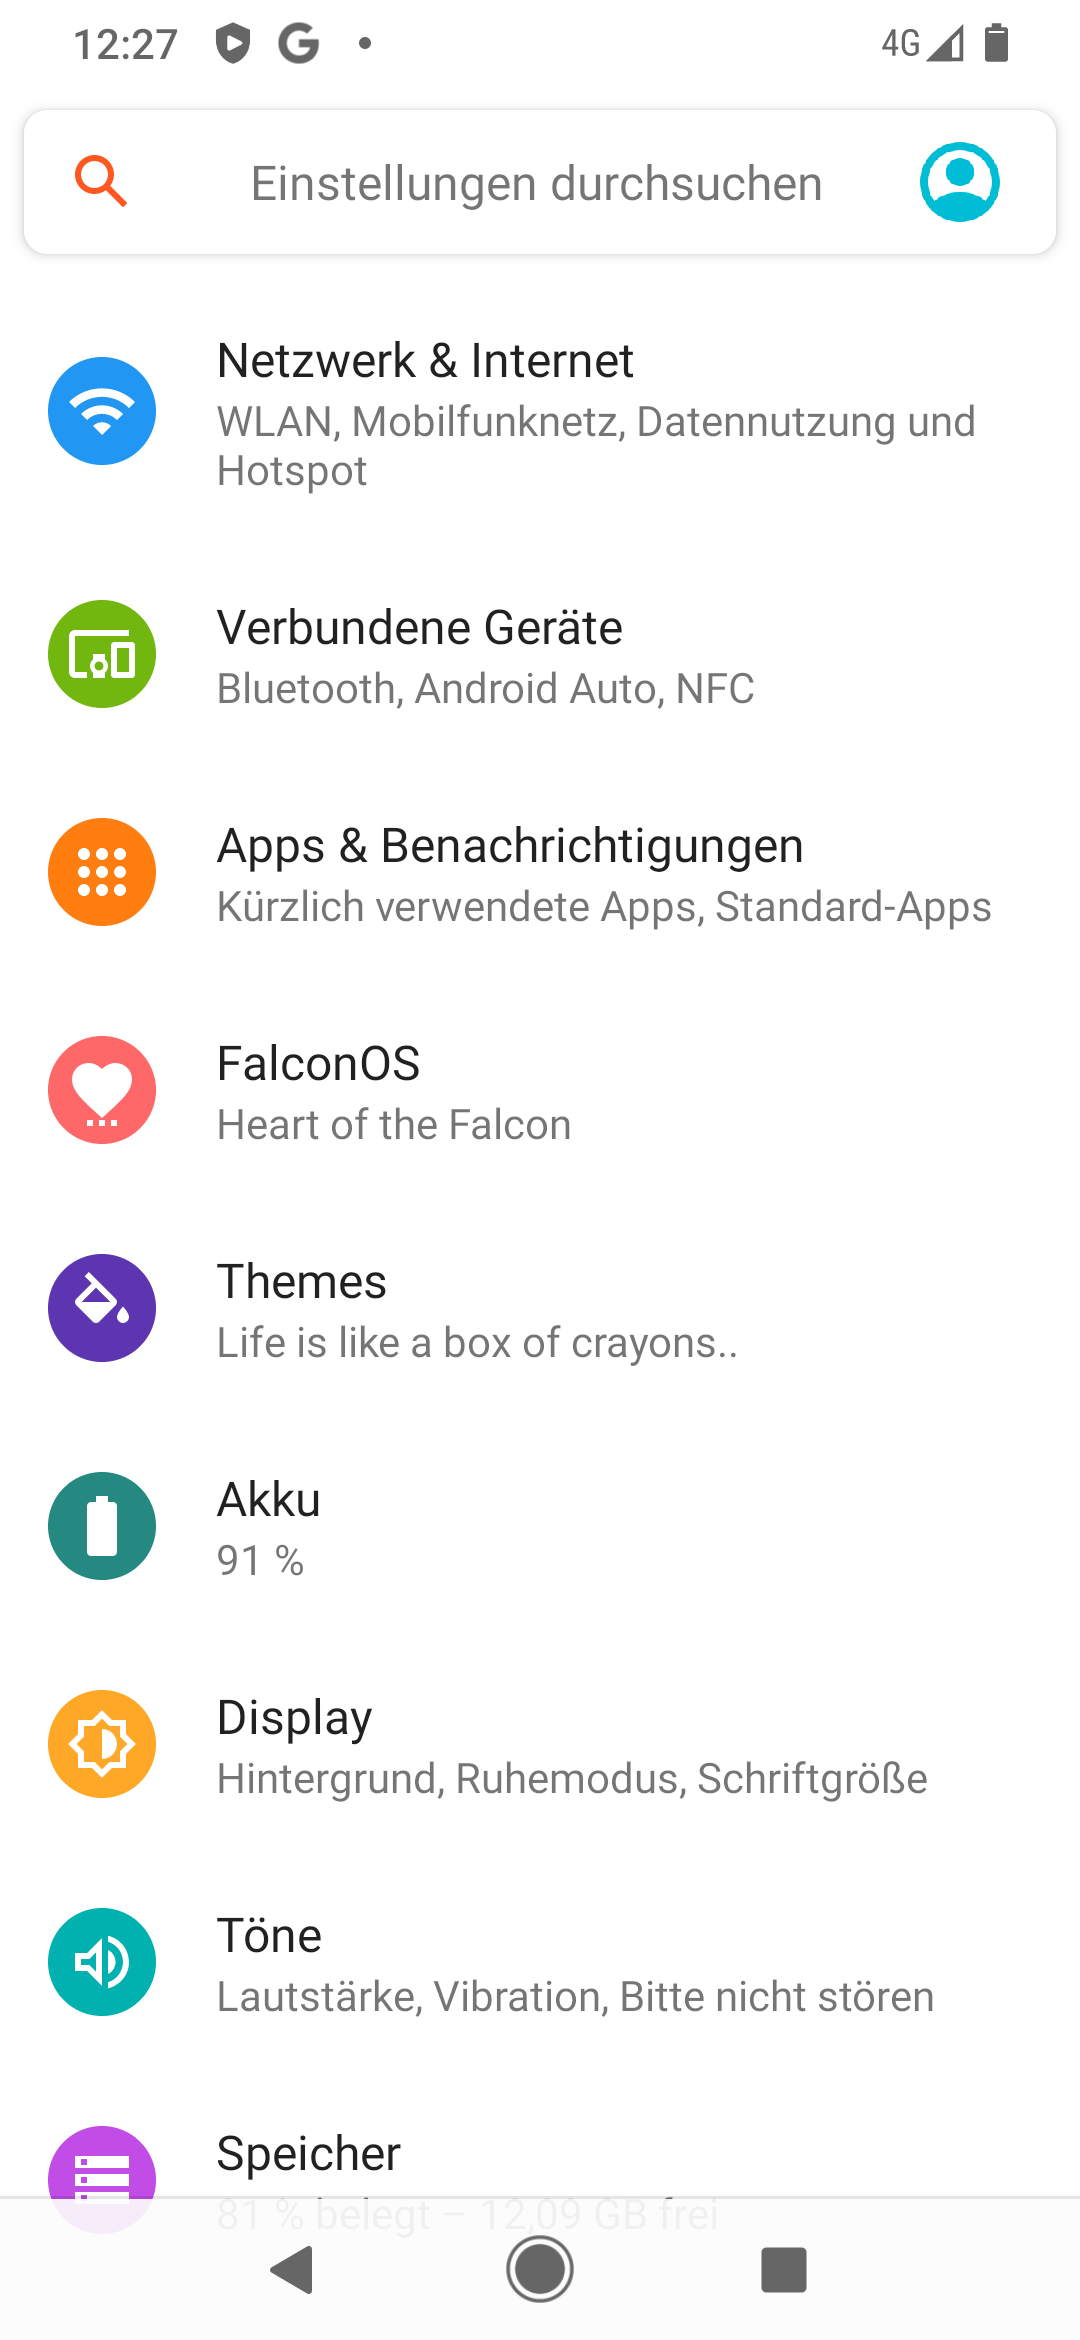 12:27
4G
Einstellungen durchsuchen
Netzwerk & Internet
WLAN, Mobilfunknetz, Datennutzung und
Hotspot
Verbundene Geräte
Bluetooth, Android Auto, NFC
Apps & Benachrichtigungen
Kürzlich verwendete Apps, Standard-Apps
FalconOS
Heart of the Falcon
Themes
Life is like a box of crayons..
Akku
91 %
Display
Hintergrund, Ruhemodus, Schriftgröße
Töne
Lautstärke, Vibration, Bitte nicht stören
Speicher
81 % belegt – 12,09 GB frei